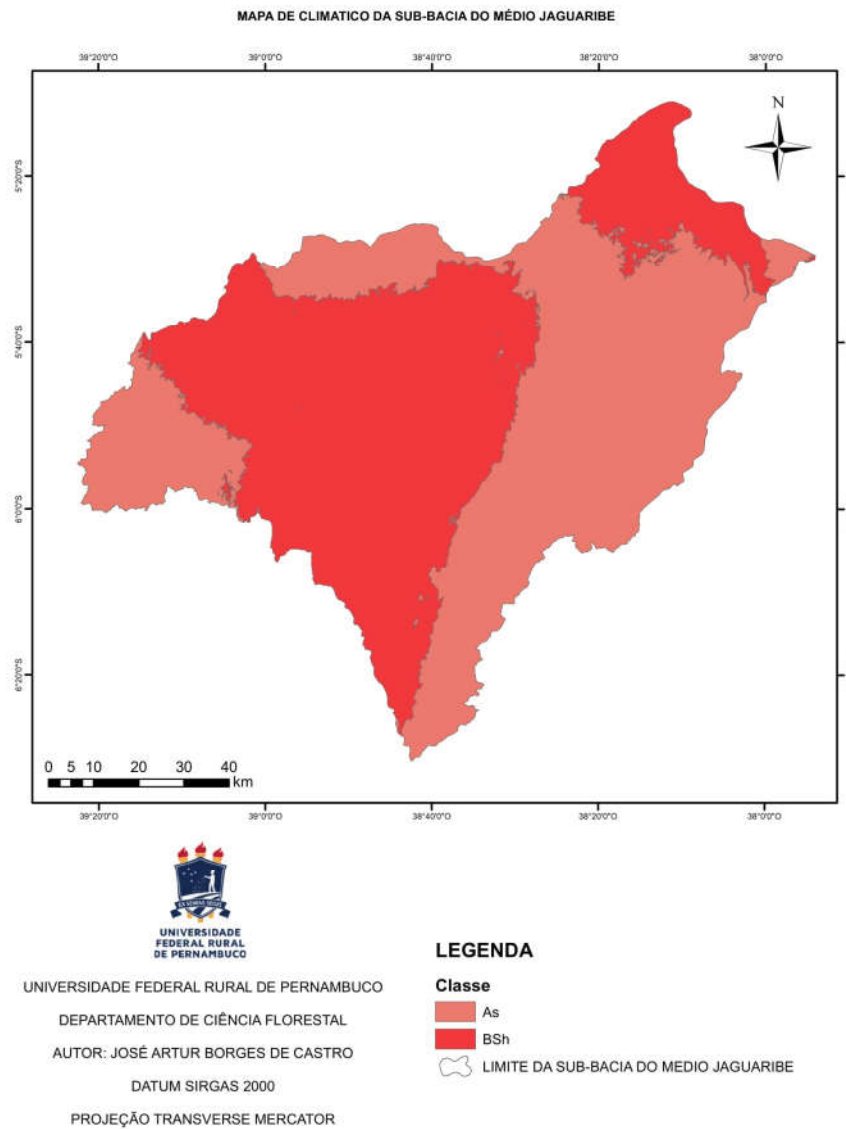 MAPA DE CLIMATICO DA SUB-BACIA DO MÉDIO JAGUARIBE
39°20'0"O 39°0'0"O 38°40'0"O 38°20'0"O 38°0'0"O
N
5°20'0"S
5°40'0"S
6°0'0"S
6°20'0"S
0 5 10 20 30 40
km
39°20'0"O 39°0'0"O 38°40'0"O 38°20'0"O 38°0'0"O
UNIVERSIDADE
FEDERAL RURAL
DE PERNAMBUCO
UNIVERSIDADE FEDERAL RURAL DE PERNAMBUCO
DEPARTAMENTO DE CIÊNCIA FLORESTAL
AUTOR: JOSÉ ARTUR BORGES DE CASTRO
DATUM SIRGAS 2000
PROJEÇÃO TRANSVERSE MERCATOR
LEGENDA
Classe
As
BSh
LIMITE DA SUB-BACIA DO MEDIO JAGUARIBE